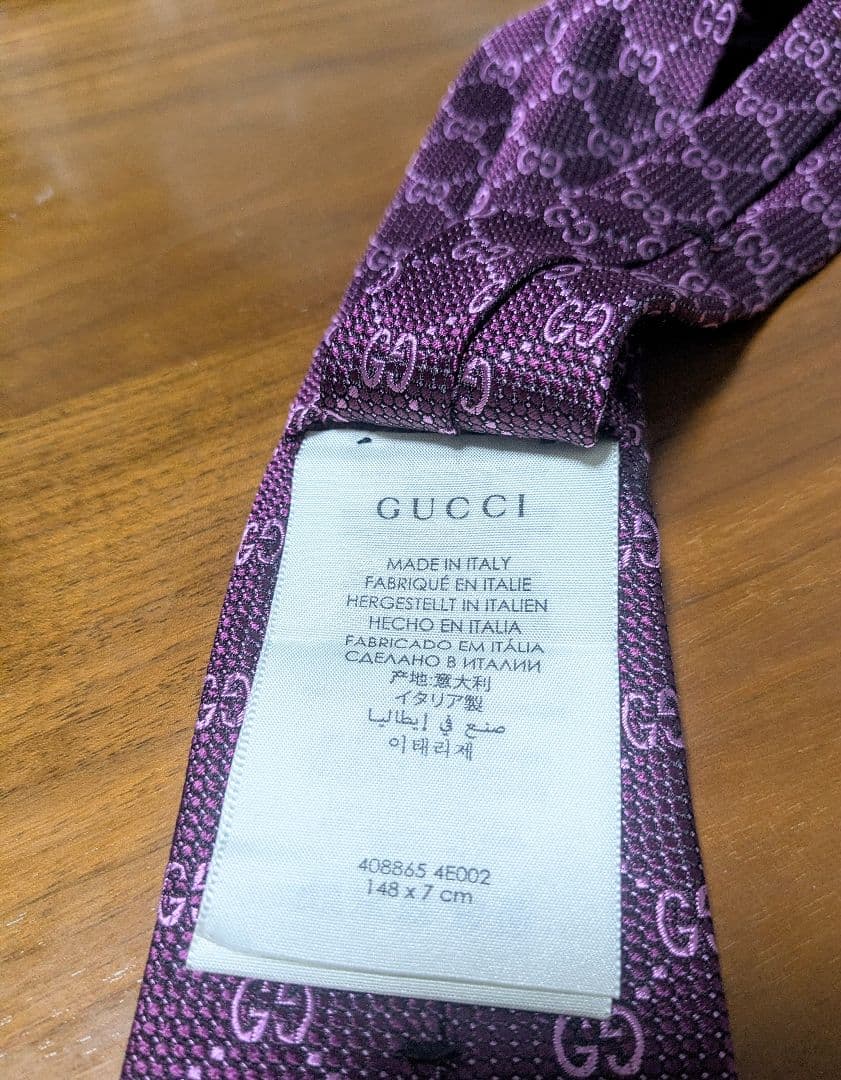 GUCCI
MADE IN ITALY
FABRIQUÉ EN ITALIE
HERGESTELLT IN ITALIEN
HECHO EN ITALIA
FABRICADO EM ITÁLIA
СДЕЛАНО В ИТАЛИИ
产地:意大利
イタリア製
صنع في إيطاليا
이태리제
408865 4E002
148 x 7 cm